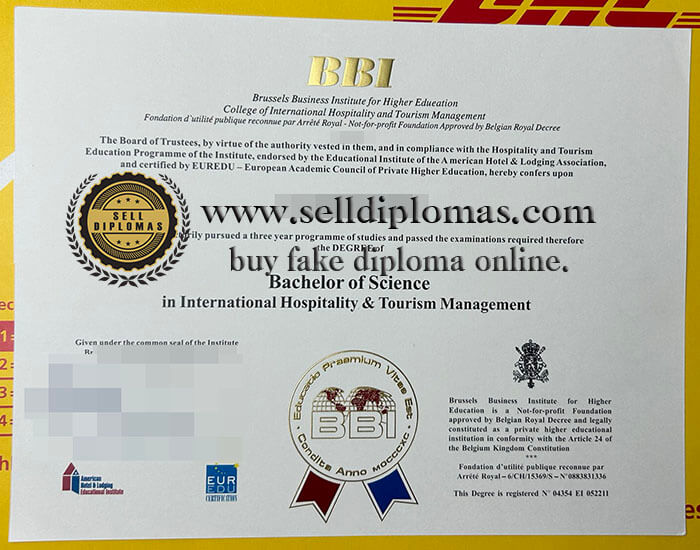 DHL
BBI
Brussels Business Institute for Higher Education
College of International Hospitality and Tourism Management
Fondation d'utilité publique reconnue par Arrêté Royal - Not-for-profit Foundation Approved by Belgian Royal Decree
The Board of Trustees, by virtue of the authority vested in them, and in compliance with the Hospitality and Tourism
Education Programme of the Institute, endorsed by the Educational Institute of the American Hotel & Lodging Association,
and certified by EUREDU – European Academic Council of Private Higher Education, hereby confers upon
SELL
DIPLOMAS
www.selldiplomas.com
pursued a three year programme of studies and passed the examinations required therefore
the DEGREE of
buy fake diploma online.
Bachelor of Science
in International Hospitality & Tourism Management
Given under the common seal of the Institute
Educacio Praemium Vitae Est
BBI
Condita Anno MDCCCXC
American
Hotel & Lodging
Educational Institute
EUR
EDU
CERTIFICATION
Brussels Business Institute for Higher
Education is a Not-for-profit Foundation
approved by Belgian Royal Decree and legally
constituted as a private higher educational
institution in conformity with the Article 24 of
the Belgium Kingdom Constitution
***
Fondation d'utilité publique reconnue par
Arrêté Royal – 6/CH/15369/S – N°0883831336
This Degree is registered N° 04354 EI 052211
1=
2=
3=
4=